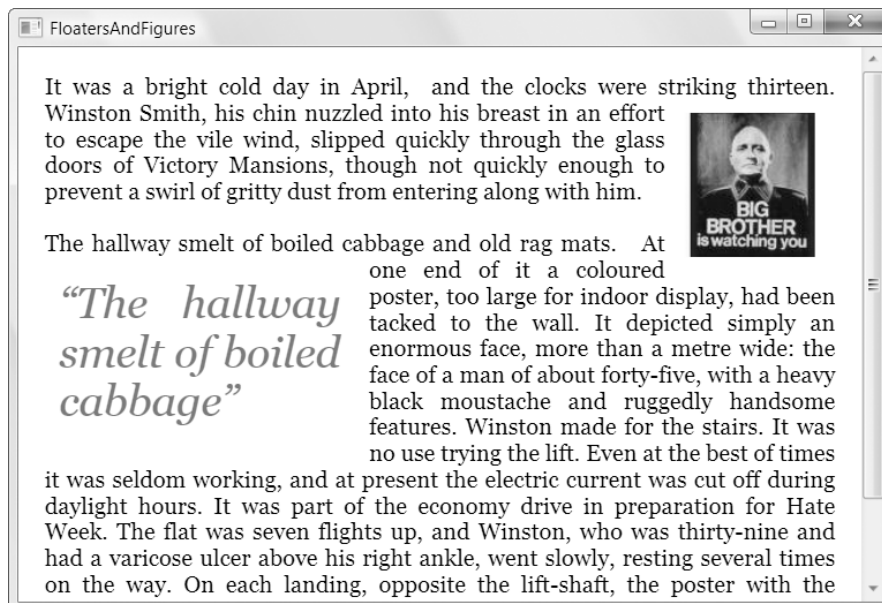 FloatersAndFigures
It was a bright cold day in April, and the clocks were striking thirteen.
Winston Smith, his chin nuzzled into his breast in an effort
to escape the vile wind, slipped quickly through the glass
doors of Victory Mansions, though not quickly enough to
prevent a swirl of gritty dust from entering along with him.
BIG
BROTHER
is watching you
The hallway smelt of boiled cabbage and old rag mats. At
one end of it a coloured
“The hallway
smelt of boiled
cabbage”
poster, too large for indoor display, had been
tacked to the wall. It depicted simply an
enormous face, more than a metre wide: the
face of a man of about forty-five, with a heavy
black moustache and ruggedly handsome
features. Winston made for the stairs. It was
no use trying the lift. Even at the best of times
it was seldom working, and at present the electric current was cut off during
daylight hours. It was part of the economy drive in preparation for Hate
Week. The flat was seven flights up, and Winston, who was thirty-nine and
had a varicose ulcer above his right ankle, went slowly, resting several times
on the way. On each landing, opposite the lift-shaft, the poster with the